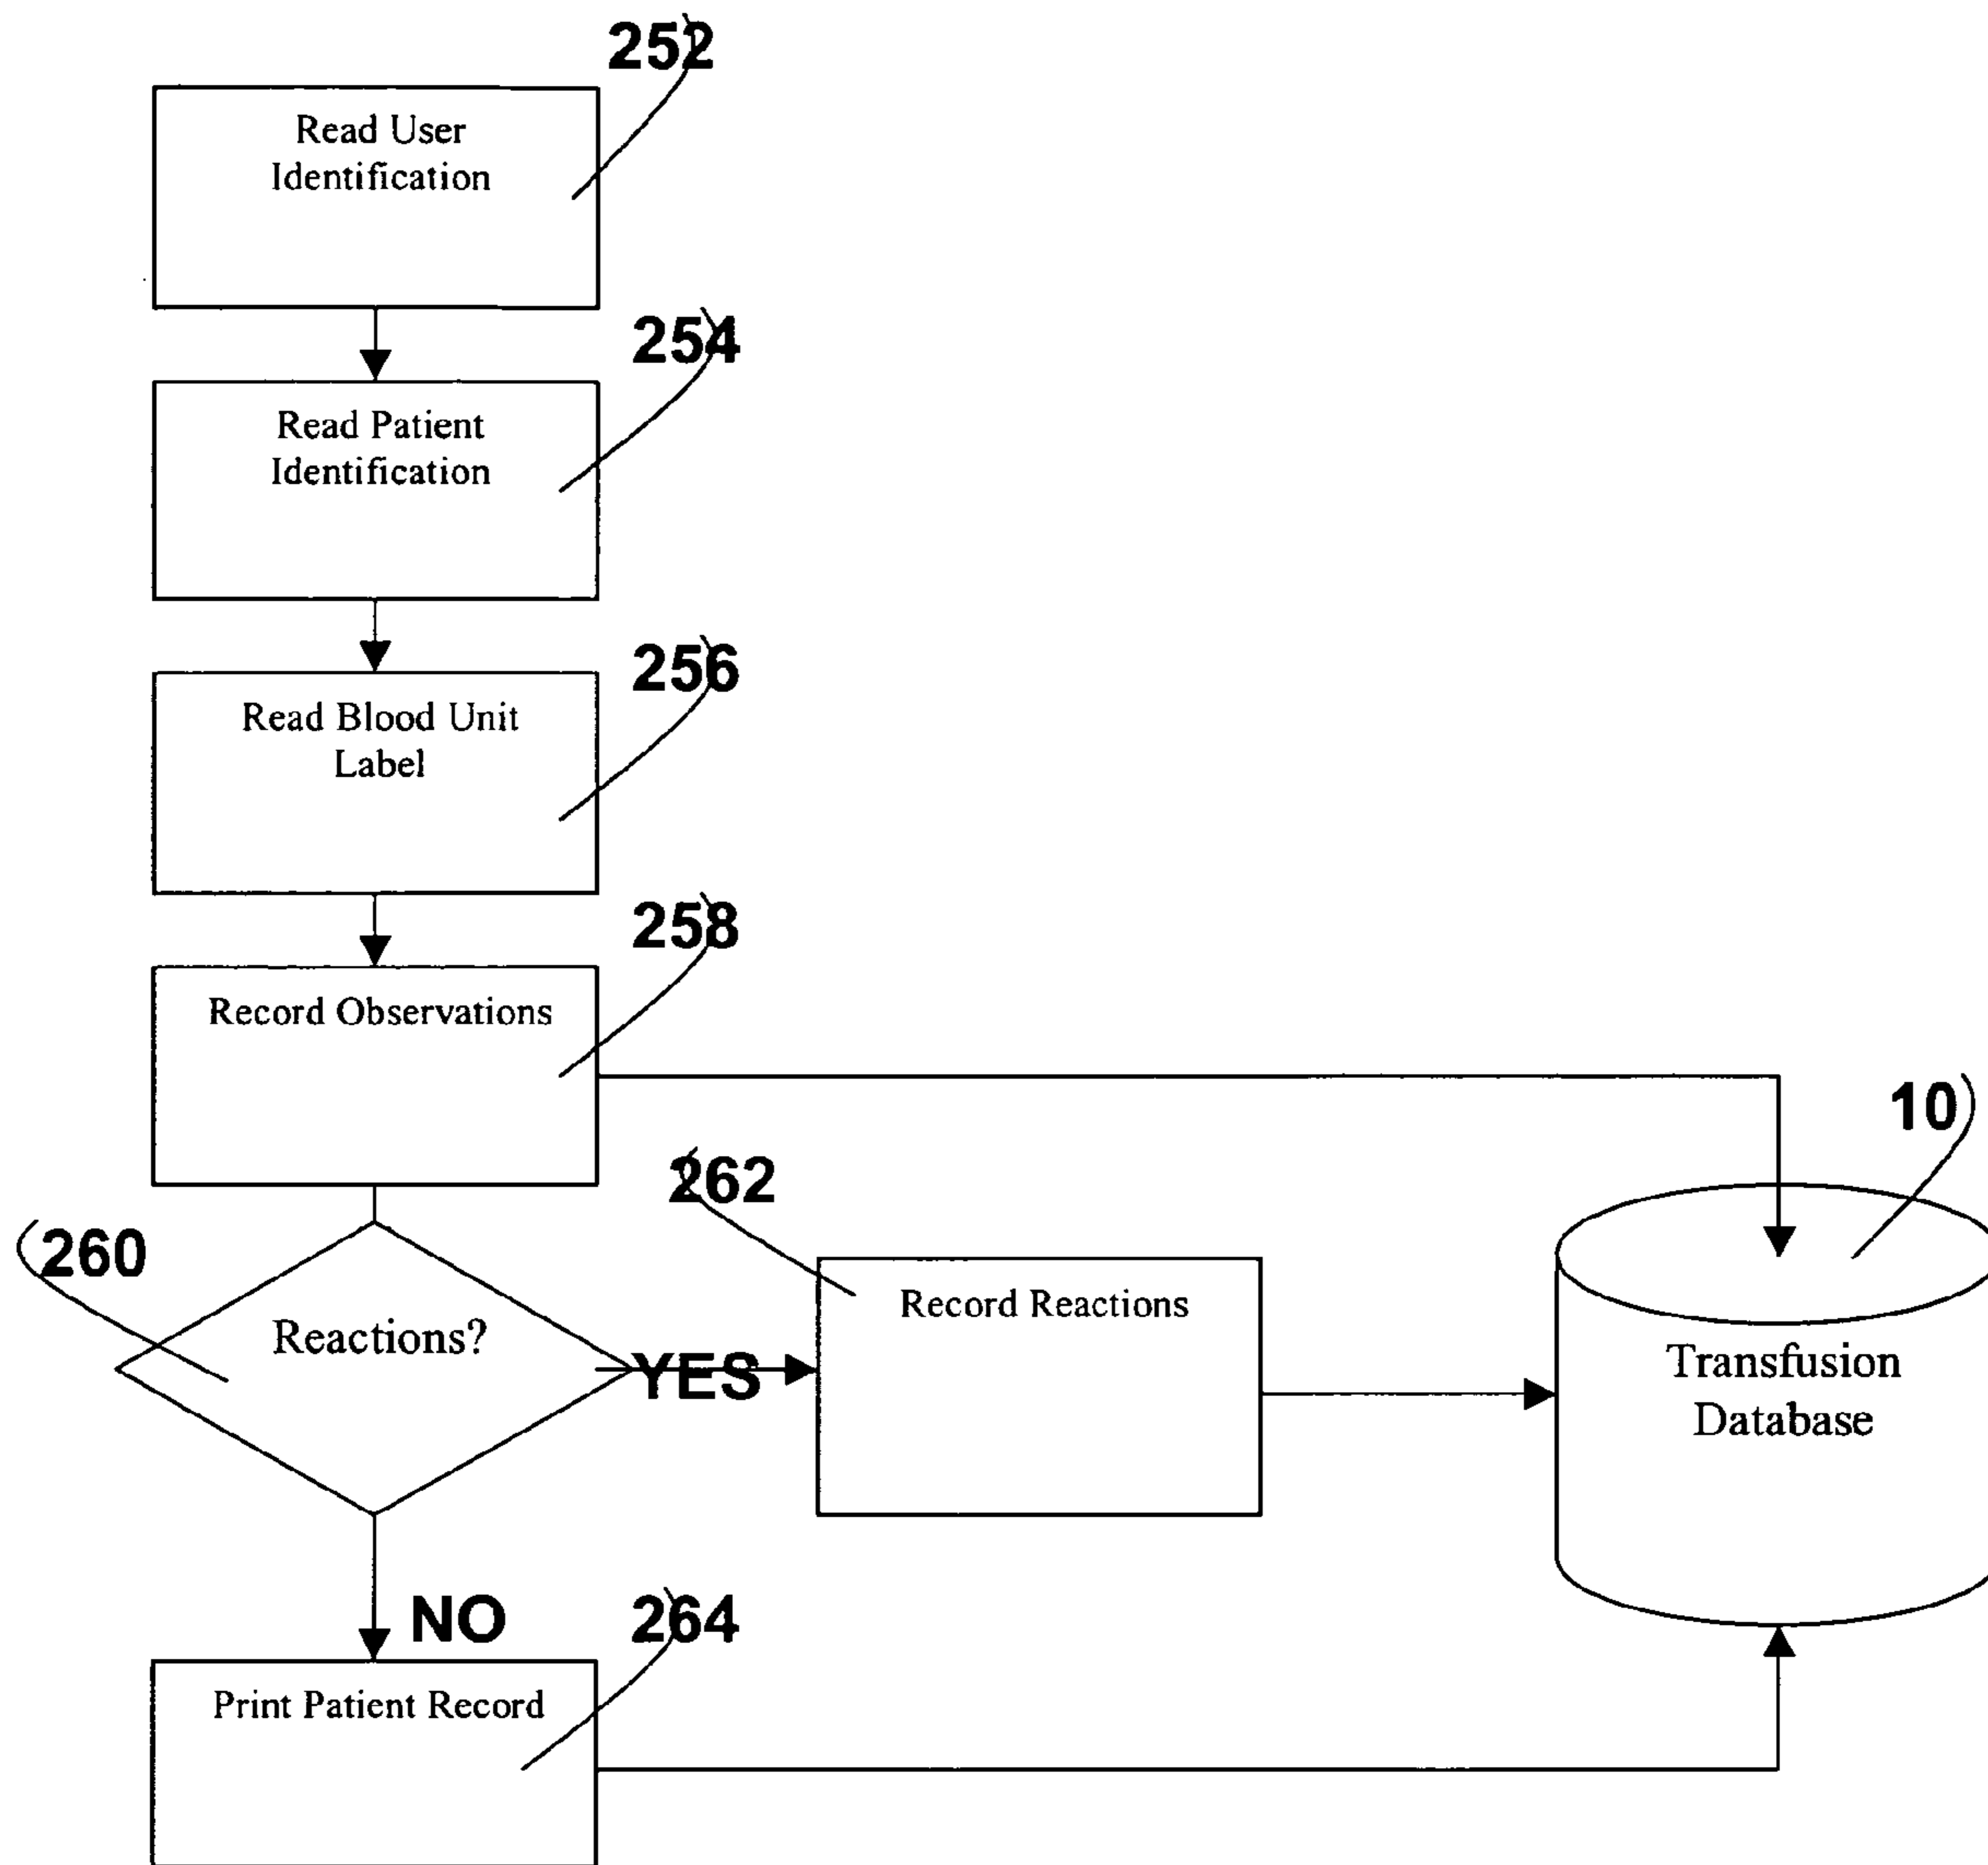 252
Read User
Identification
254
Read Patient
Identification
256
Read Blood Unit
Label
258
Record Observations
10
262
260
Reactions?
YES
Record Reactions
Transfusion
Database
NO
264
Print Patient Record